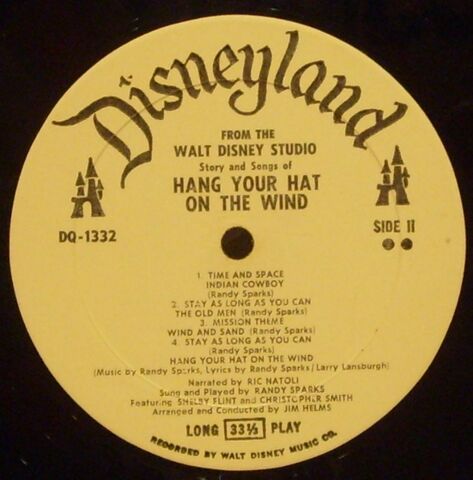 Disneyland
FROM THE
WALT DISNEY STUDIO
Story and Songs of
HANG YOUR HAT
ON THE WIND
DQ-1332
SIDE II
1. TIME AND SPACE
INDIAN COWBOY
(Randy Sparks)
2. STAY AS LONG AS YOU CAN
THE OLD MEN (Randy Sparks)
3. MISSION THEME
WIND AND SAND (Randy Sparks)
4. STAY AS LONG AS YOU CAN
(Randy Sparks)
HANG YOUR HAT ON THE WIND
(Music by Randy Sparks, Lyrics by Randy Sparks/Larry Lansburgh)
Narrated by RIC NATOLI
Sung and Played by RANDY SPARKS
Featuring SHELBY FLINT and CHRISTOPHER SMITH
Arranged and Conducted by JIM HELMS
LONG 33⅓ PLAY
RECORDED BY WALT DISNEY MUSIC CO.